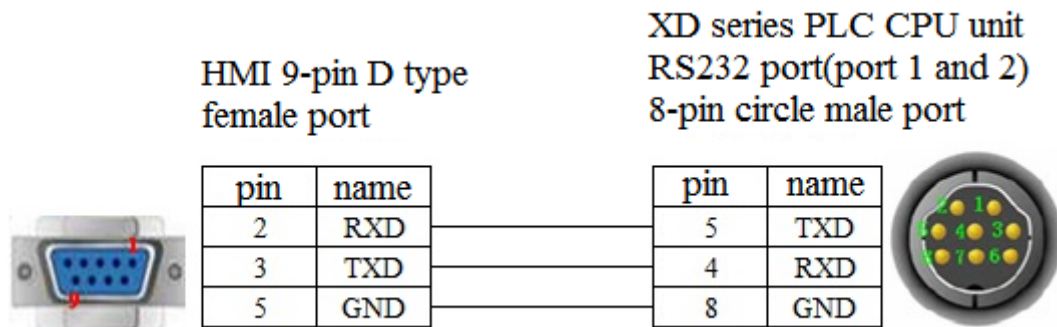 XD series PLC CPU unit
HMI 9-pin D type
RS232 port(port 1 and 2)
female port
8-pin circle male port
pin name
pin name
2 RXD
5 TXD
3 TXD
4 RXD
5 GND
8 GND
1
9
2 1
5 4 3
8 7 6